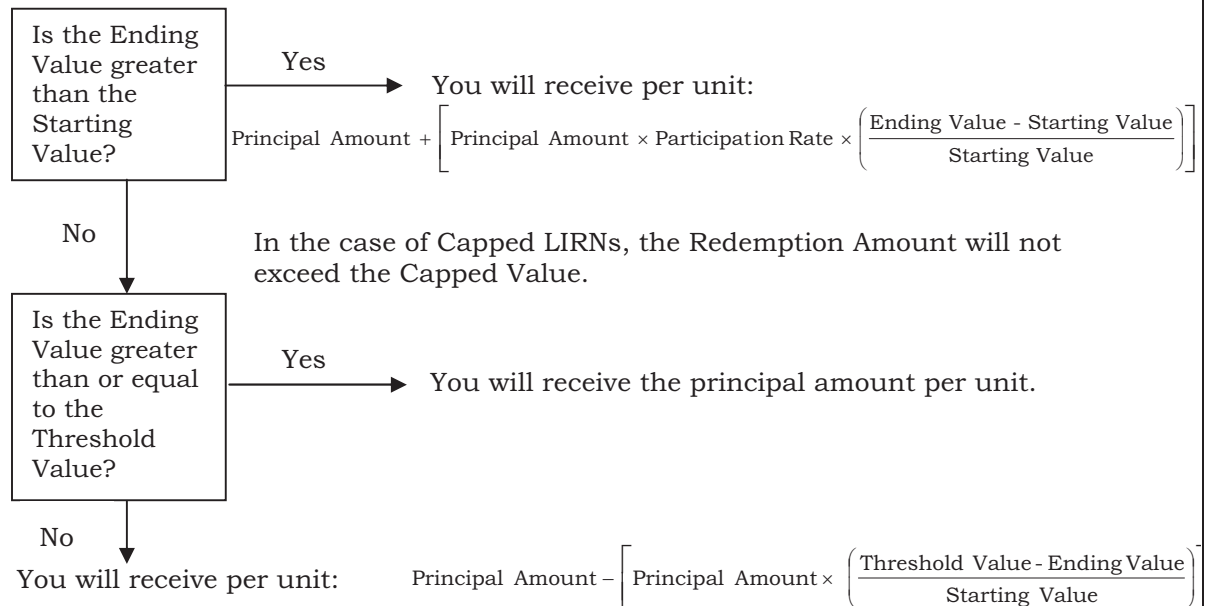 Is the Ending
Value greater
than the
Starting
Value?
Yes
You will receive per unit:
Principal Amount + [ Principal Amount × Participation Rate × ( Ending Value - Starting Value / Starting Value ) ]
No
In the case of Capped LIRNs, the Redemption Amount will not
exceed the Capped Value.
Is the Ending
Value greater
than or equal
to the
Threshold
Value?
Yes
You will receive the principal amount per unit.
No
You will receive per unit:
Principal Amount – [ Principal Amount × ( Threshold Value - Ending Value / Starting Value ) ]